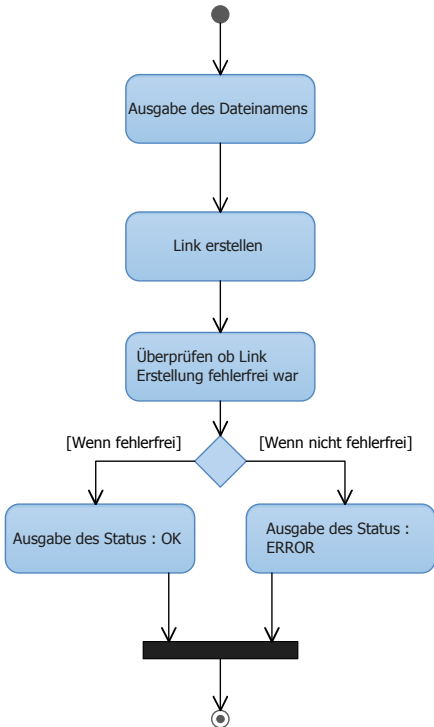 Ausgabe des Dateinamens
Link erstellen
Überprüfen ob Link
Erstellung fehlerfrei war
[Wenn fehlerfrei]
[Wenn nicht fehlerfrei]
Ausgabe des Status : OK
Ausgabe des Status :
ERROR